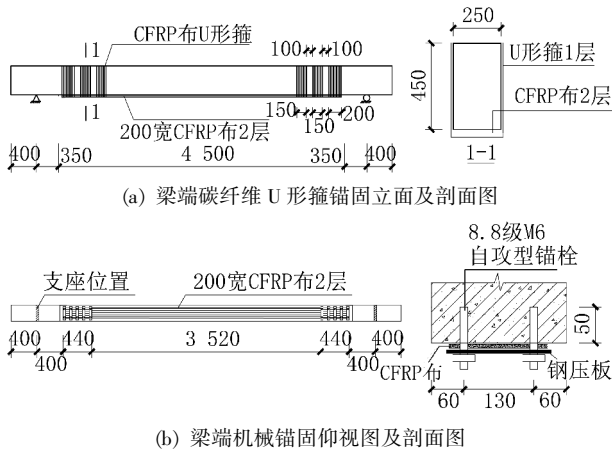 1
CFRP布U形箍
100
100
1
150
150
200
200宽CFRP布2层
400
350
4 500
350
400
250
450
U形箍1层
CFRP布2层
1-1
(a) 梁端碳纤维 U 形箍锚固立面及剖面图
支座位置
200宽CFRP布2层
400
400
440
3 520
440
400
400
8.8级M6
自攻型锚栓
50
CFRP布
钢压板
60
130
60
(b) 梁端机械锚固仰视图及剖面图